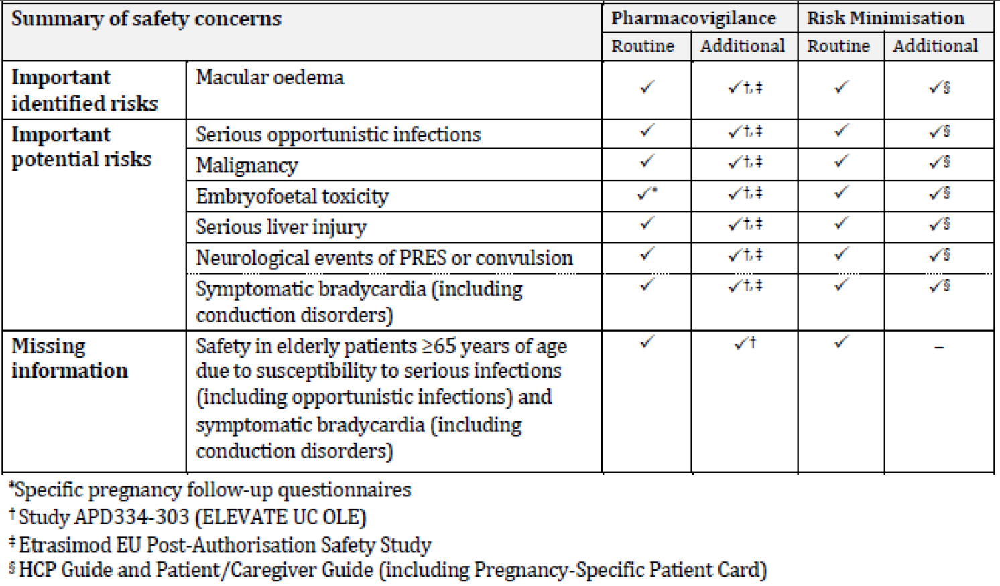 Summary of safety concerns Pharmacovigilance Risk Minimisation
Routine Additional Routine Additional
Important identified risks Macular oedema ✓ ✓†,‡ ✓ ✓§
Important potential risks Serious opportunistic infections ✓ ✓†,‡ ✓ ✓§
Malignancy ✓ ✓†,‡ ✓ ✓§
Embryofoetal toxicity ✓* ✓†,‡ ✓ ✓§
Serious liver injury ✓ ✓†,‡ ✓ ✓§
Neurological events of PRES or convulsion ✓ ✓†,‡ ✓ ✓§
Symptomatic bradycardia (including ✓ ✓†,‡ ✓ ✓§
conduction disorders)
Missing information Safety in elderly patients ≥65 years of age ✓ ✓† ✓ –
due to susceptibility to serious infections
(including opportunistic infections) and
symptomatic bradycardia (including
conduction disorders)
*Specific pregnancy follow-up questionnaires
† Study APD334-303 (ELEVATE UC OLE)
‡ Etrasimod EU Post-Authorisation Safety Study
§ HCP Guide and Patient/Caregiver Guide (including Pregnancy-Specific Patient Card)